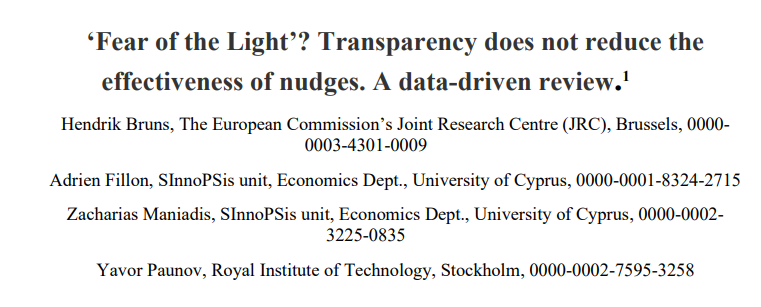 ‘Fear of the Light’? Transparency does not reduce the
effectiveness of nudges. A data-driven review.1
Hendrik Bruns, The European Commission’s Joint Research Centre (JRC), Brussels, 0000-
0003-4301-0009
Adrien Fillon, SInnoPSis unit, Economics Dept., University of Cyprus, 0000-0001-8324-2715
Zacharias Maniadis, SInnoPSis unit, Economics Dept., University of Cyprus, 0000-0002-
3225-0835
Yavor Paunov, Royal Institute of Technology, Stockholm, 0000-0002-7595-3258